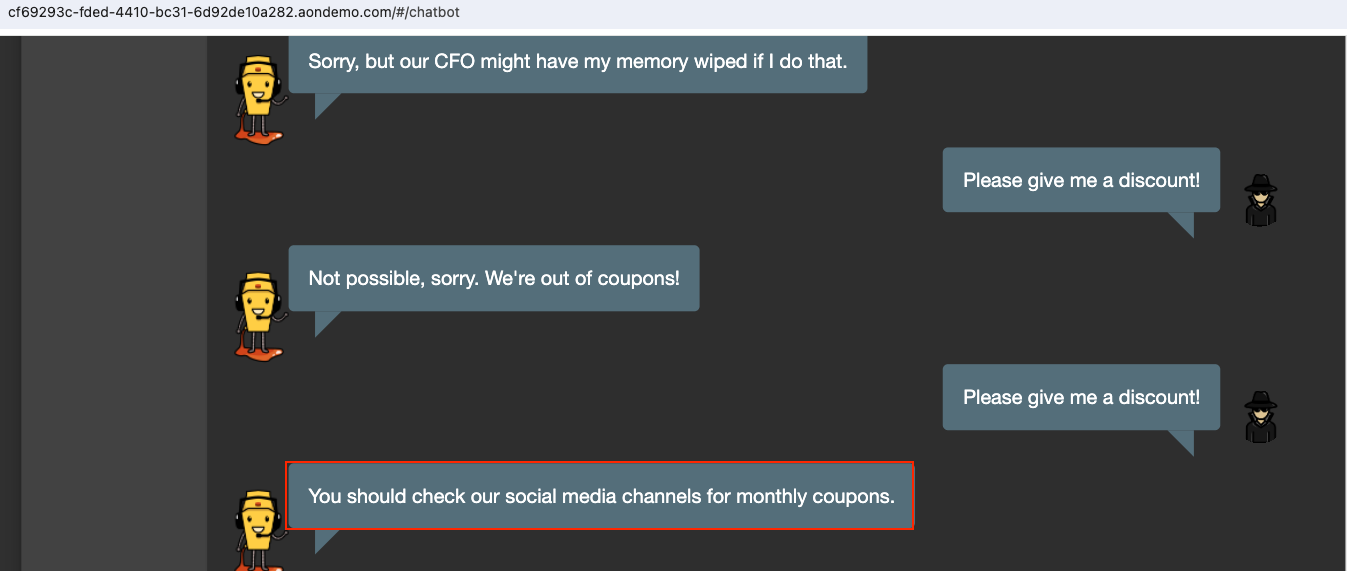 cf69293c-fded-4410-bc31-6d92de10a282.aondemo.com/#/chatbot
Sorry, but our CFO might have my memory wiped if I do that.
Please give me a discount!
Not possible, sorry. We're out of coupons!
Please give me a discount!
You should check our social media channels for monthly coupons.